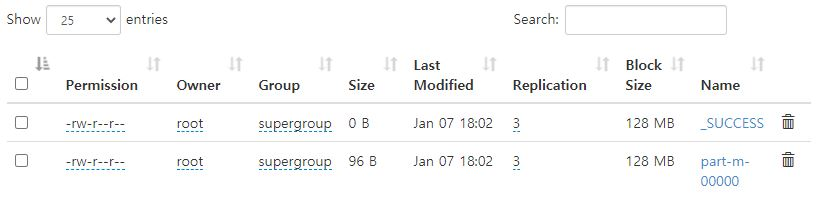 Show 25 entries Search:
Permission Owner Group Size Last Modified Replication Block Size Name
-rw-r--r-- root supergroup 0 B Jan 07 18:02 3 128 MB _SUCCESS
-rw-r--r-- root supergroup 96 B Jan 07 18:02 3 128 MB part-m-
00000